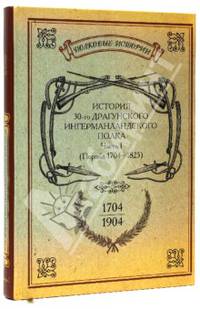 ПОЛКОВЫЕ ИСТОРИИ
ИСТОРИЯ
30-го ДРАГУНСКОГО
ИНГЕРМАНЛАНДСКОГО
ПОЛКА
Часть I
(Период 1704-1825)
1704
1904